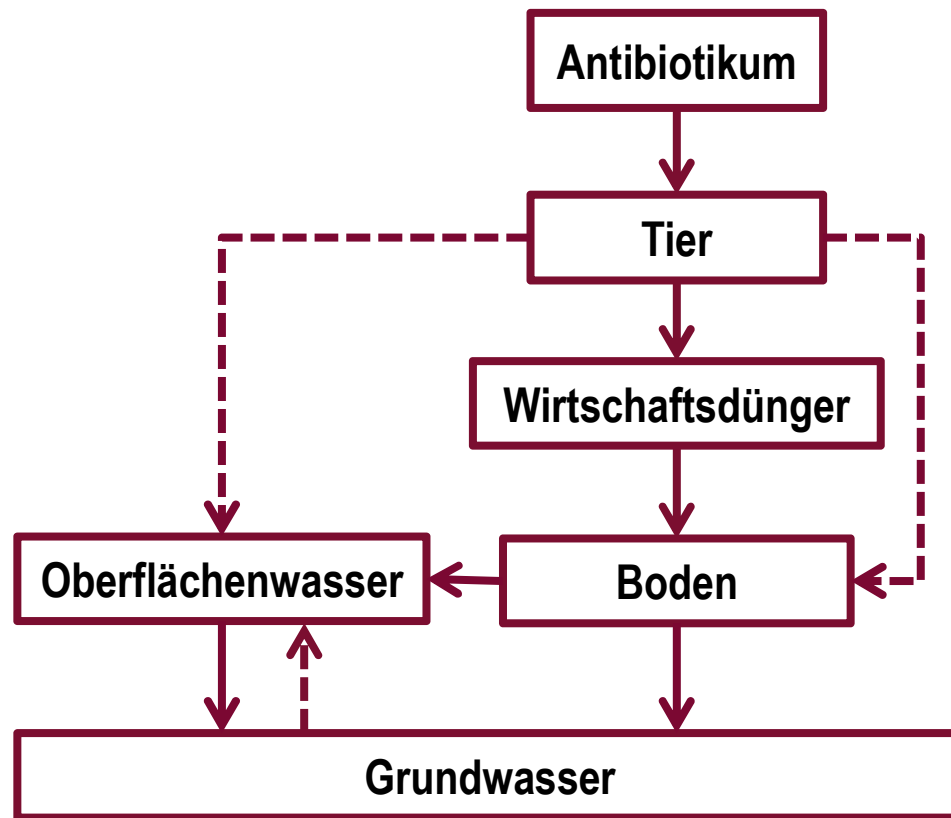 Antibiotikum
Tier
Wirtschaftsdünger
Oberflächenwasser
Boden
Grundwasser